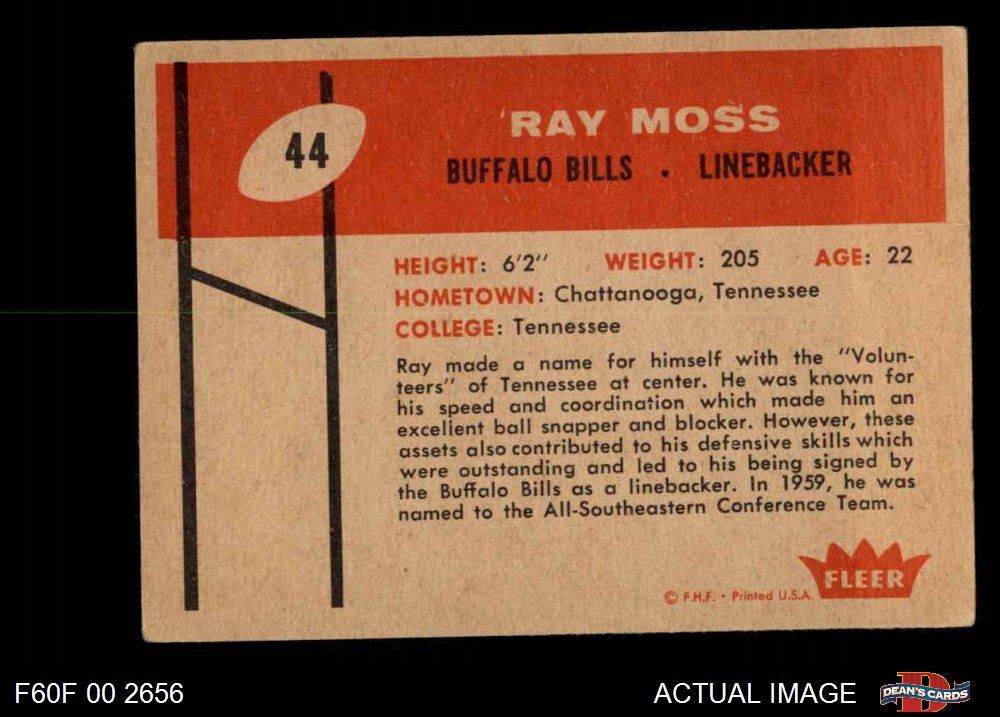 44
RAY MOSS
BUFFALO BILLS • LINEBACKER
HEIGHT: 6'2" WEIGHT: 205 AGE: 22
HOMETOWN: Chattanooga, Tennessee
COLLEGE: Tennessee
Ray made a name for himself with the "Volun-
teers" of Tennessee at center. He was known for
his speed and coordination which made him an
excellent ball snapper and blocker. However, these
assets also contributed to his defensive skills which
were outstanding and led to his being signed by
the Buffalo Bills as a linebacker. In 1959, he was
named to the All-Southeastern Conference Team.
FLEER
© F.H.F. • Printed U.S.A.
F60F 00 2656
ACTUAL IMAGE
DEAN'S CARDS